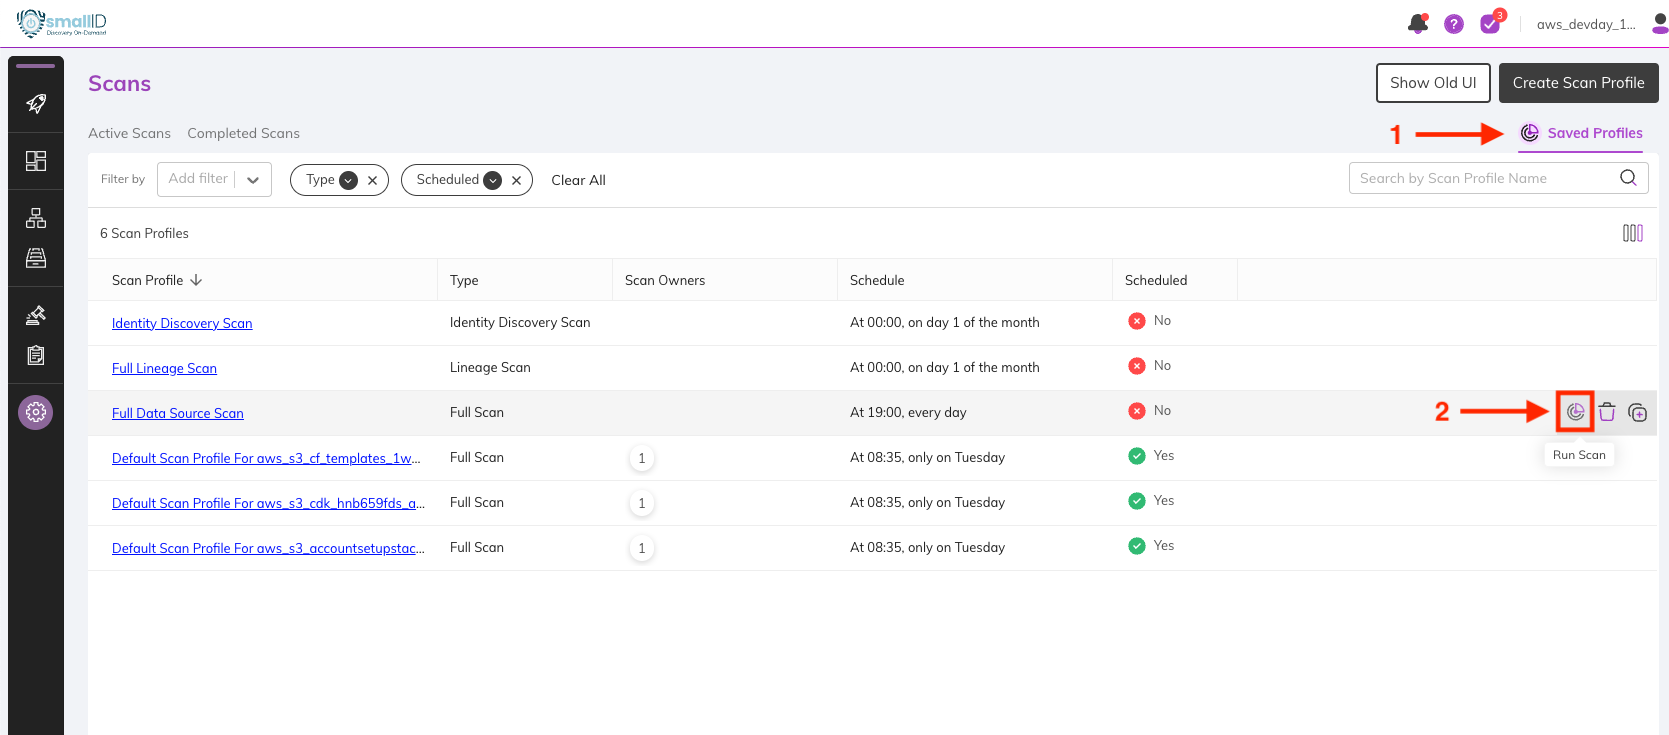 smallID
Discovery On-Demand
? 3 aws_devday_1...
Scans
Show Old UI Create Scan Profile
Active Scans Completed Scans 1 Saved Profiles
Filter by Add filter Type Scheduled Clear All Search by Scan Profile Name
6 Scan Profiles
Scan Profile Type Scan Owners Schedule Scheduled
Identity Discovery Scan Identity Discovery Scan At 00:00, on day 1 of the month No
Full Lineage Scan Lineage Scan At 00:00, on day 1 of the month No
Full Data Source Scan Full Scan At 19:00, every day No 2
Run Scan
Default Scan Profile For aws_s3_cf_templates_1w... Full Scan 1 At 08:35, only on Tuesday Yes
Default Scan Profile For aws_s3_cdk_hnb659fds_a... Full Scan 1 At 08:35, only on Tuesday Yes
Default Scan Profile For aws_s3_accountsetupstac... Full Scan 1 At 08:35, only on Tuesday Yes